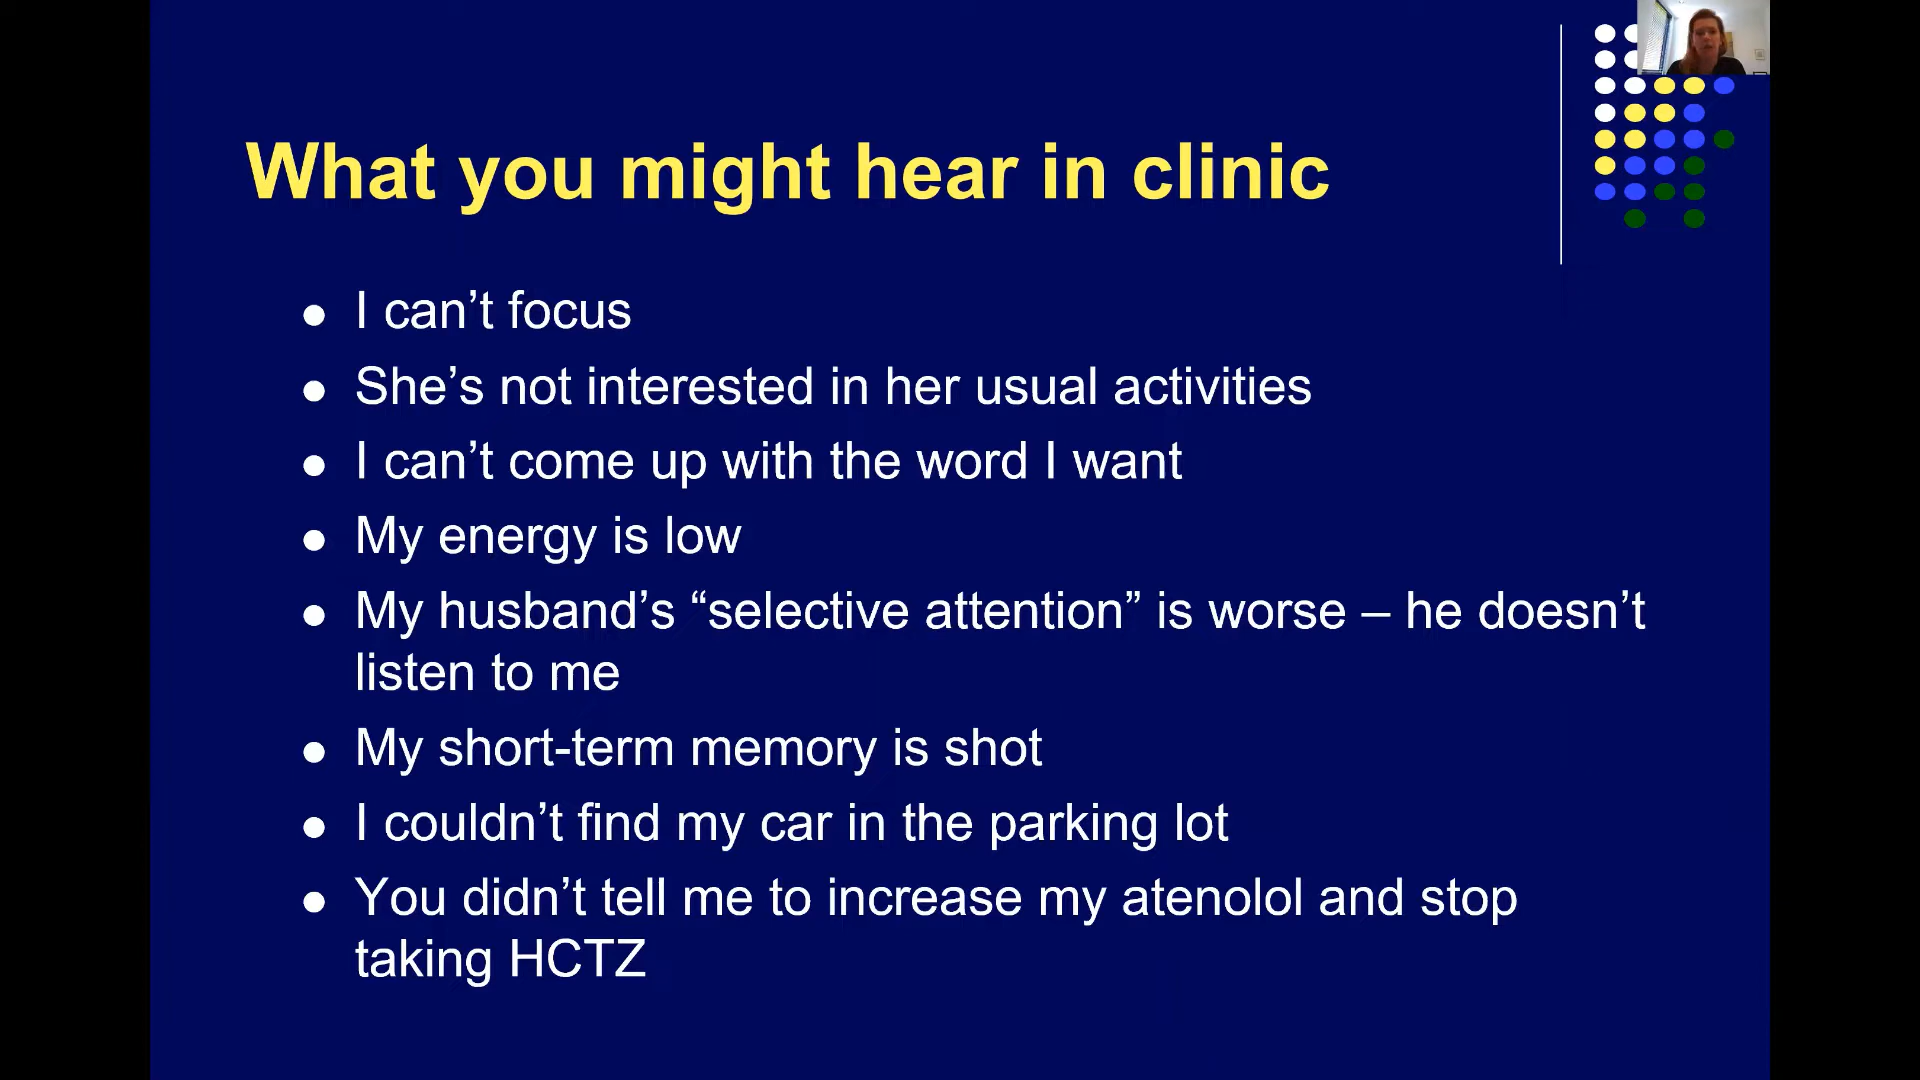 What you might hear in clinic
● I can’t focus
● She’s not interested in her usual activities
● I can’t come up with the word I want
● My energy is low
● My husband’s “selective attention” is worse – he doesn’t
listen to me
● My short-term memory is shot
● I couldn’t find my car in the parking lot
● You didn’t tell me to increase my atenolol and stop
taking HCTZ